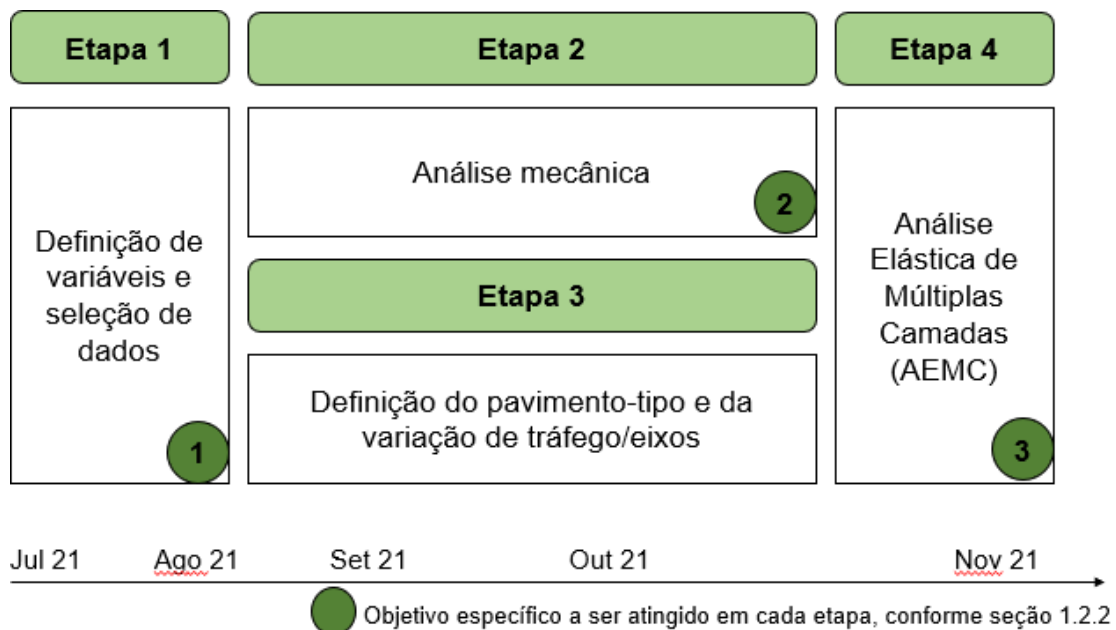 Etapa 1
Etapa 2
Etapa 4
Definição de
variáveis e
seleção de
dados
1
Análise mecânica
2
Etapa 3
Definição do pavimento-tipo e da
variação de tráfego/eixos
Análise
Elástica de
Múltiplas
Camadas
(AEMC)
3
Jul 21
Ago 21
Set 21
Out 21
Nov 21
Objetivo específico a ser atingido em cada etapa, conforme seção 1.2.2